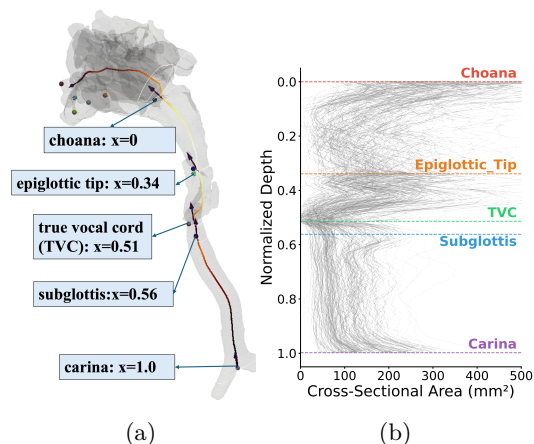 choana: x=0
epiglottic tip: x=0.34
true vocal cord
(TVC): x=0.51
subglottis:x=0.56
carina: x=1.0
(a)
Choana
Epiglottic_Tip
TVC
Subglottis
Carina
Normalized Depth
0.0
0.2
0.4
0.6
0.8
1.0
0 100 200 300 400 500
Cross-Sectional Area (mm²)
(b)